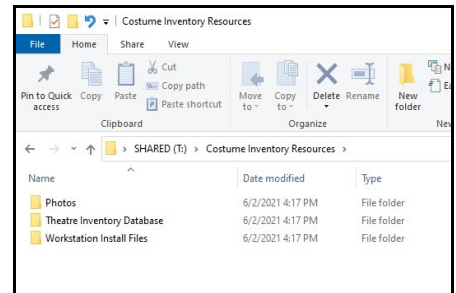 Costume Inventory Resources
File Home Share View
Pin to Quick access
Copy
Paste
Cut
Copy path
Paste shortcut
Clipboard
Move to
Copy to
Delete
Rename
Organize
New folder
New
SHARED (T:) > Costume Inventory Resources >
Name Date modified Type
Photos 6/2/2021 4:17 PM File folder
Theatre Inventory Database 6/2/2021 4:17 PM File folder
Workstation Install Files 6/2/2021 4:17 PM File folder